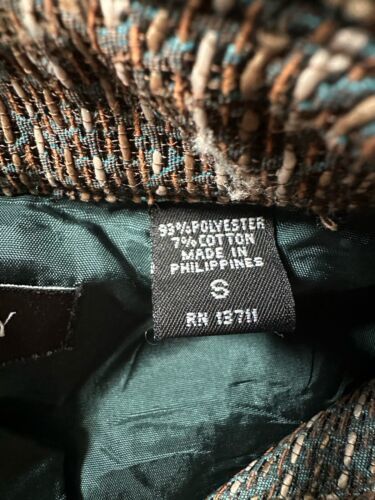 93% POLYESTER
7% COTTON
MADE IN
PHILIPPINES
S
RN 13711
Y